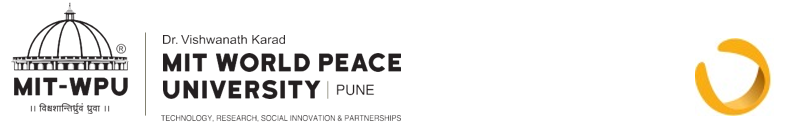 ®
MIT-WPU
।। विश्वशान्तिर्ध्रुवं ध्रुवा ।।
Dr. Vishwanath Karad
MIT WORLD PEACE
UNIVERSITY | PUNE
TECHNOLOGY, RESEARCH, SOCIAL INNOVATION & PARTNERSHIPS